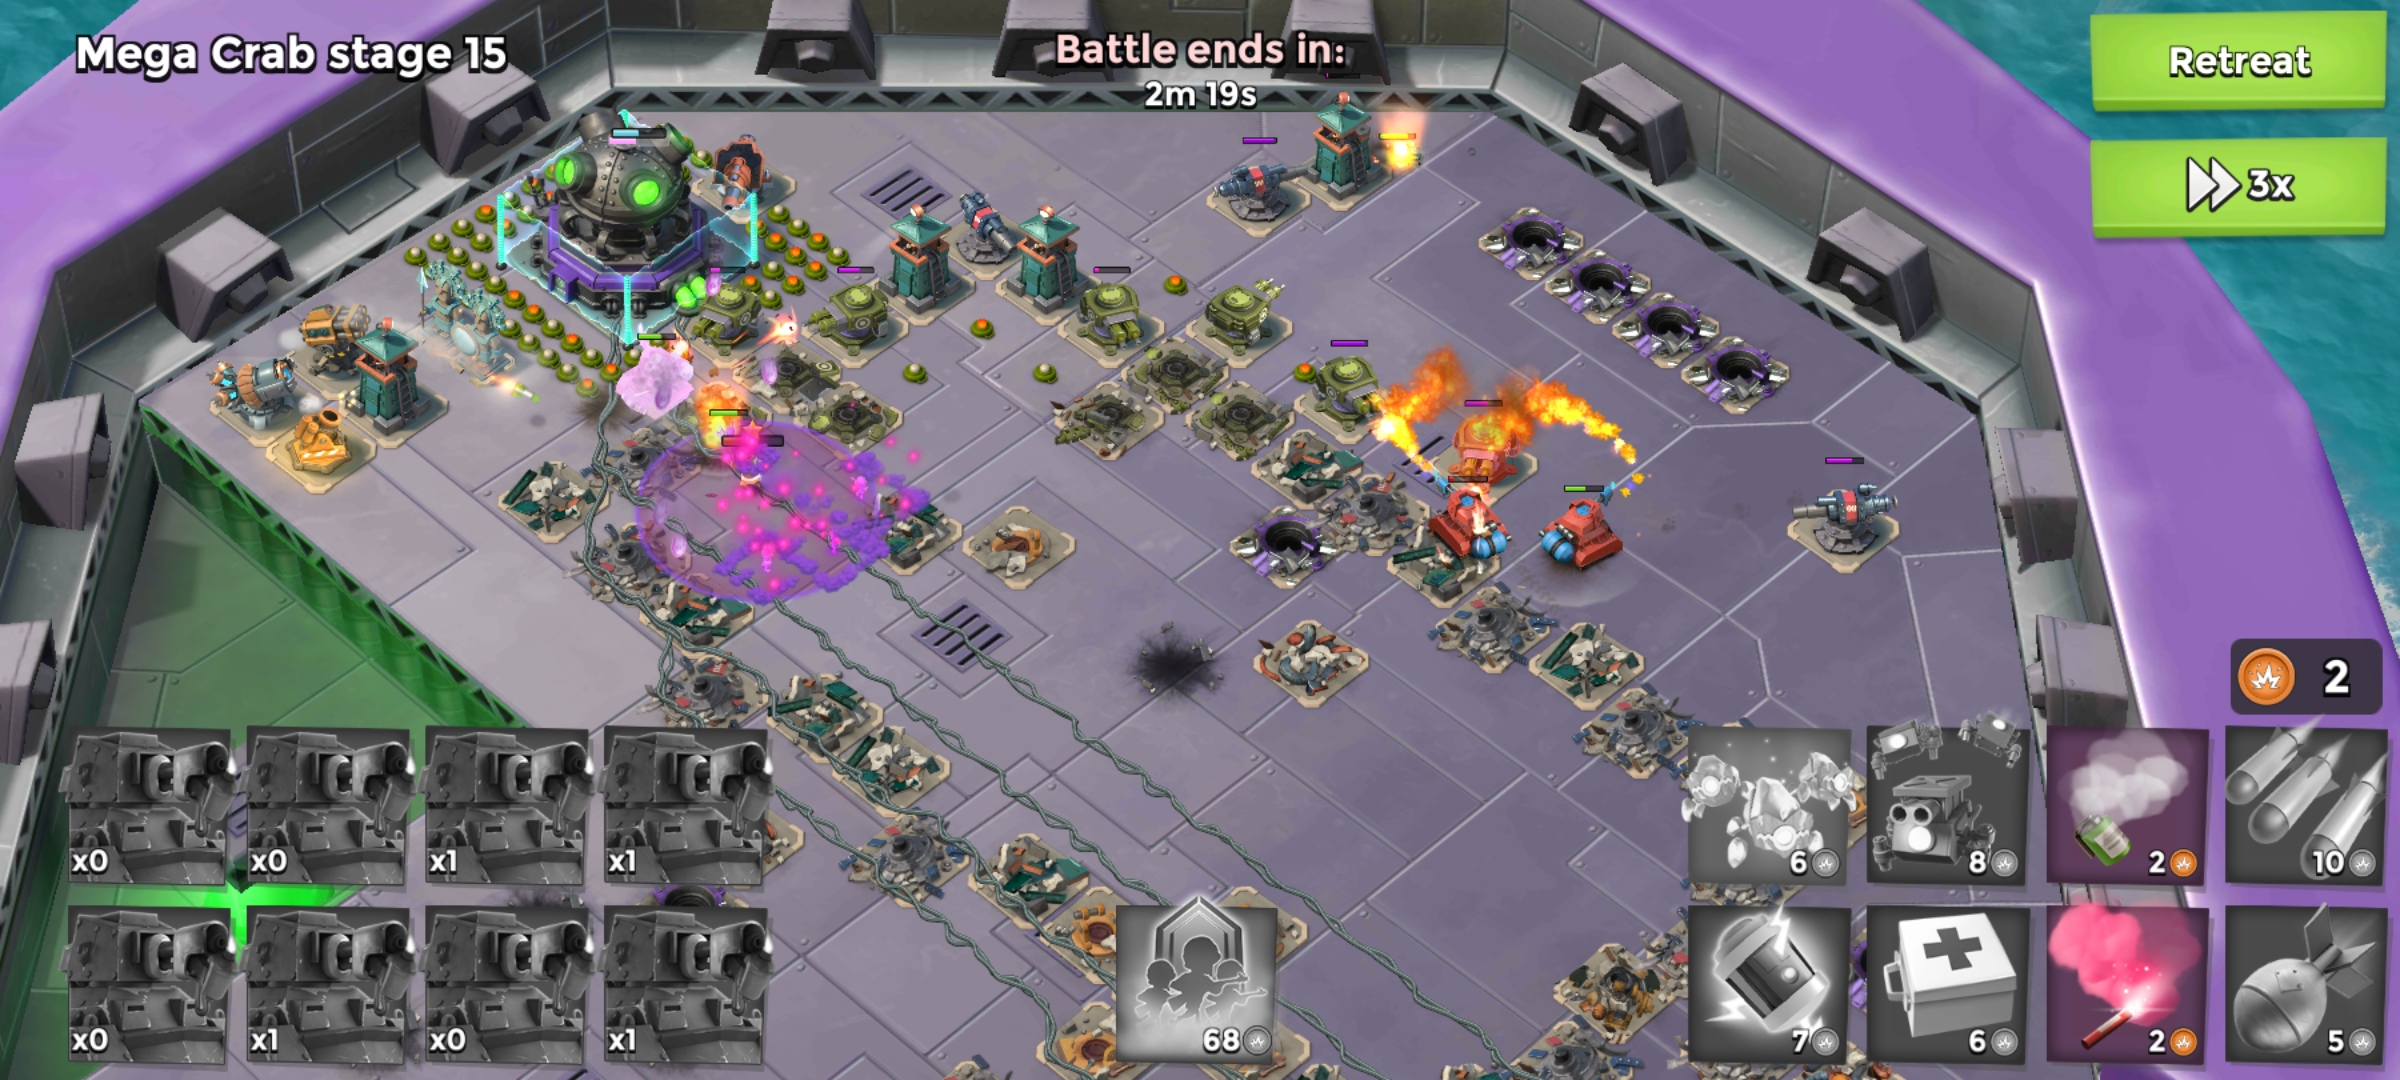 Mega Crab stage 15
Battle ends in:
2m 19s
Retreat
3x
2
x0
x0
x1
x1
6
8
2
10
x0
x1
x0
x1
68
7
6
2
5